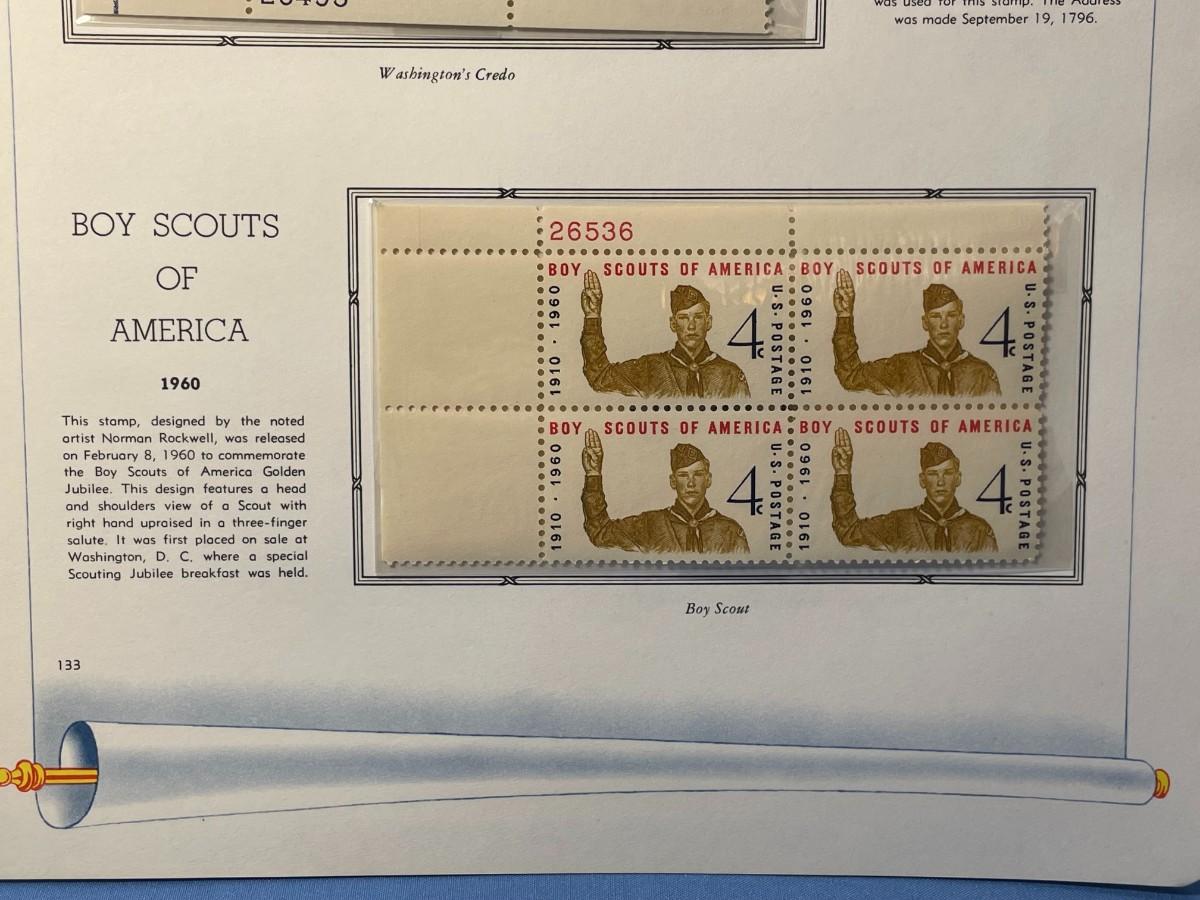 was used for this stamp. The Address
was made September 19, 1796.
Washington's Credo
BOY SCOUTS
OF
AMERICA
1960
This stamp, designed by the noted
artist Norman Rockwell, was released
on February 8, 1960 to commemorate
the Boy Scouts of America Golden
Jubilee. This design features a head
and shoulders view of a Scout with
right hand upraised in a three-finger
salute. It was first placed on sale at
Washington, D. C. where a special
Scouting Jubilee breakfast was held.
26536
BOY SCOUTS OF AMERICA
1910 · 1960
4c
U·S·POSTAGE
BOY SCOUTS OF AMERICA
1910 · 1960
4c
U·S·POSTAGE
BOY SCOUTS OF AMERICA
1910 · 1960
4c
U·S·POSTAGE
BOY SCOUTS OF AMERICA
1910 · 1960
4c
U·S·POSTAGE
Boy Scout
133